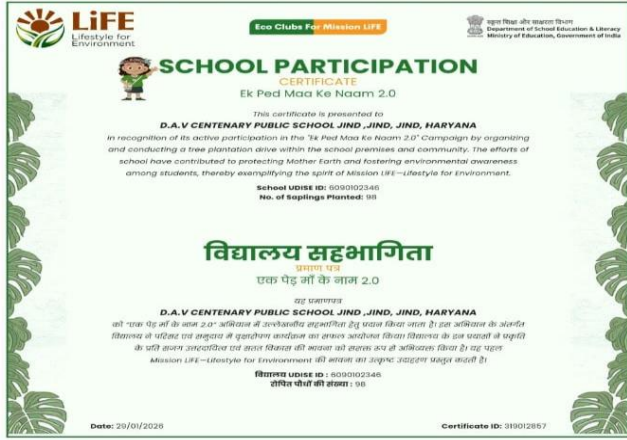 LiFE
Lifestyle for
Environment
Eco Clubs For Mission LiFE
स्कूल शिक्षा और साक्षरता विभाग
Department of School Education & Literacy
Ministry of Education, Government of India
SCHOOL PARTICIPATION
CERTIFICATE
Ek Ped Maa Ke Naam 2.0
This certificate is presented to
D.A.V CENTENARY PUBLIC SCHOOL JIND ,JIND, JIND, HARYANA
in recognition of its active participation in the "Ek Ped Maa Ke Naam 2.0" Campaign by organizing
and conducting a tree plantation drive within the school premises and community. The efforts of
school have contributed to protecting Mother Earth and fostering environmental awareness
among students, thereby exemplifying the spirit of Mission LiFE—Lifestyle for Environment.
School UDISE ID: 6090102346
No. of Saplings Planted: 98
विद्यालय सहभागिता
प्रमाण पत्र
एक पेड़ माँ के नाम 2.0
यह प्रमाणपत्र
D.A.V CENTENARY PUBLIC SCHOOL JIND ,JIND, JIND, HARYANA
को "एक पेड़ माँ के नाम 2.0" अभियान में उल्लेखनीय सहभागिता हेतु प्रदान किया जाता है। इस अभियान के अंतर्गत
विद्यालय ने परिसर एवं समुदाय में वृक्षारोपण कार्यक्रम का सफल आयोजन किया। विद्यालय के इन प्रयासों ने प्रकृति
के प्रति सजग उत्तरदायित्व एवं सतत विकास की भावना को सशक्त रूप से अभिव्यक्त किया है। यह पहल
Mission LiFE—Lifestyle for Environment की भावना का उत्कृष्ट उदाहरण प्रस्तुत करती है।
विद्यालय UDISE ID : 6090102346
रोपित पौधों की संख्या : 98
Date: 29/01/2026
Certificate ID: 319012857